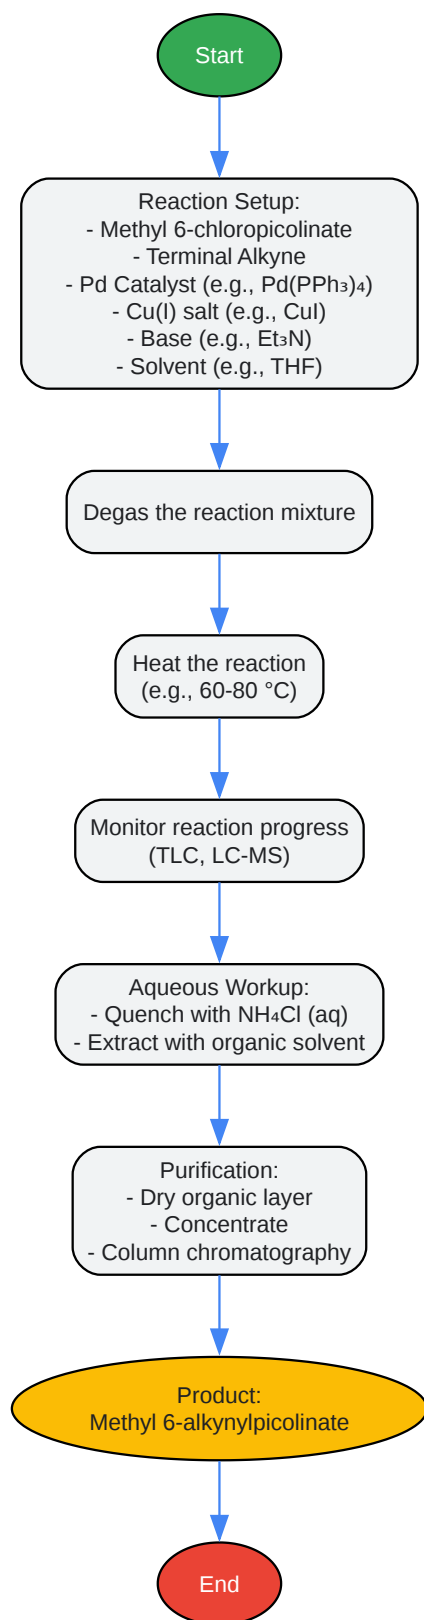 Start
Reaction Setup:
- Methyl 6-chloropicolinate
- Terminal Alkyne
- Pd Catalyst (e.g., Pd(PPh₃)₄)
- Cu(I) salt (e.g., CuI)
- Base (e.g., Et₃N)
- Solvent (e.g., THF)
Degas the reaction mixture
Heat the reaction
(e.g., 60-80 °C)
Monitor reaction progress
(TLC, LC-MS)
Aqueous Workup:
- Quench with NH₄Cl (aq)
- Extract with organic solvent
Purification:
- Dry organic layer
- Concentrate
- Column chromatography
Product:
Methyl 6-alkynylpicolinate
End